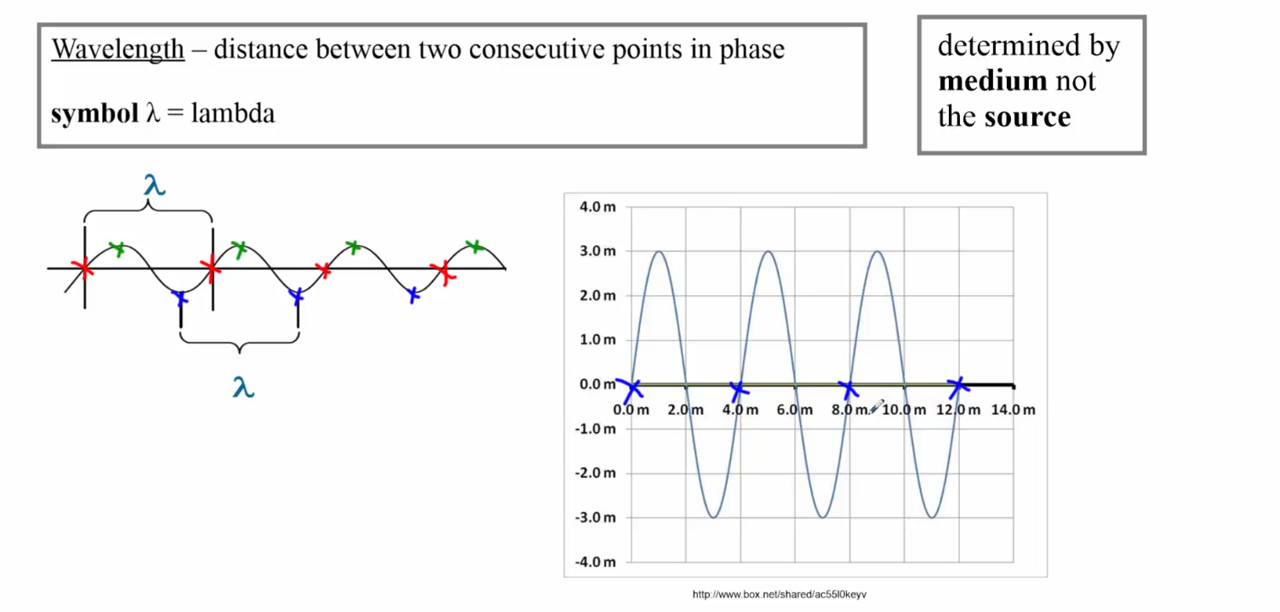 Wavelength – distance between two consecutive points in phase
symbol λ = lambda
determined by
medium not
the source
λ
λ
4.0 m
3.0 m
2.0 m
1.0 m
0.0 m
0.0 m 2.0 m 4.0 m 6.0 m 8.0 m 10.0 m 12.0 m 14.0 m
-1.0 m
-2.0 m
-3.0 m
-4.0 m
http://www.box.net/shared/ac55l0keyv